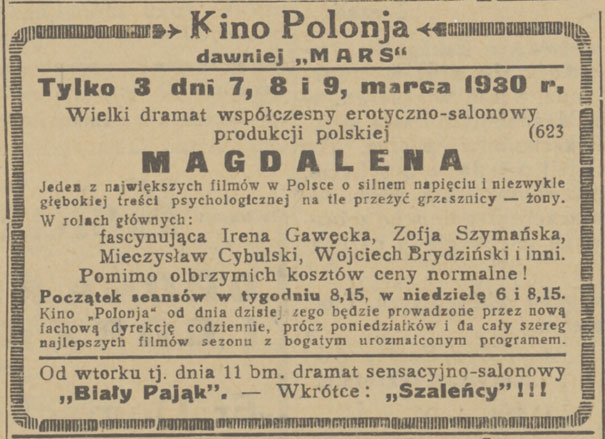 Kino Polonja
dawniej „MARS“
Tylko 3 dni 7, 8 i 9, marca 1930 r.
Wielki dramat współczesny erotyczno-salonowy
produkcji polskiej (623
MAGDALENA
Jeden z największych filmów w Polsce o silnem napięciu i niezwykle
głębokiej treści psychologicznej na tle przeżyć grzesznicy — żony.
W rolach głównych:
fascynująca Irena Gawęcka, Zofja Szymańska,
Mieczysław Cybulski, Wojciech Brydziński i inni.
Pomimo olbrzymich kosztów ceny normalne!
Początek seansów w tygodniu 8,15, w niedzielę 6 i 8,15.
Kino „Polonja" od dnia dzisiejszego będzie prowadzone przez nową
fachową dyrekcję codziennie, prócz poniedziałków i da cały szereg
najlepszych filmów sezonu z bogatym urozmaiconym programem.
Od wtorku tj. dnia 11 bm. dramat sensacyjno-salonowy
„Biały Pająk". — Wkrótce: „Szaleńcy"!!!